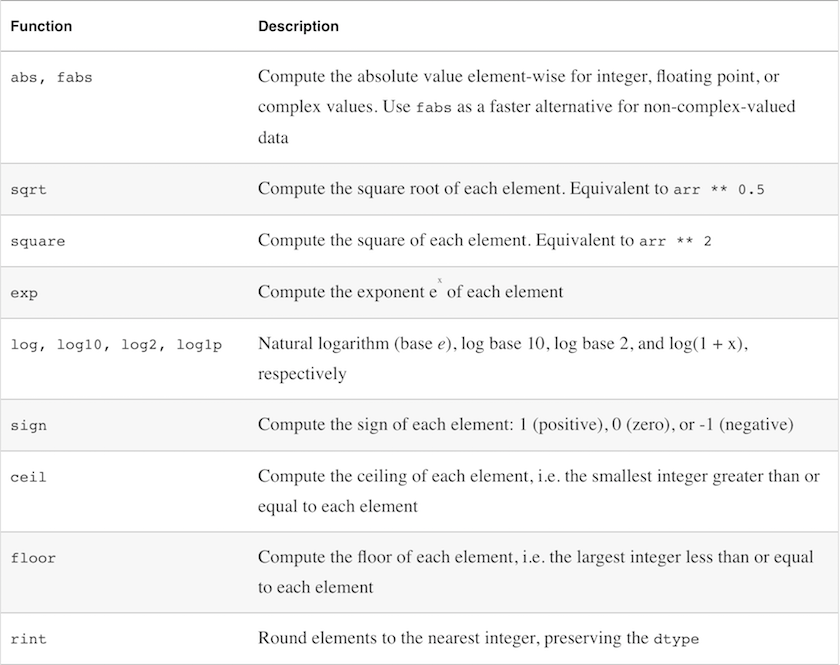 Function Description
abs, fabs Compute the absolute value element-wise for integer, floating point, or
complex values. Use fabs as a faster alternative for non-complex-valued
data
sqrt Compute the square root of each element. Equivalent to arr ** 0.5
square Compute the square of each element. Equivalent to arr ** 2
exp Compute the exponent e^x of each element
log, log10, log2, log1p Natural logarithm (base e), log base 10, log base 2, and log(1 + x),
respectively
sign Compute the sign of each element: 1 (positive), 0 (zero), or -1 (negative)
ceil Compute the ceiling of each element, i.e. the smallest integer greater than or
equal to each element
floor Compute the floor of each element, i.e. the largest integer less than or equal
to each element
rint Round elements to the nearest integer, preserving the dtype